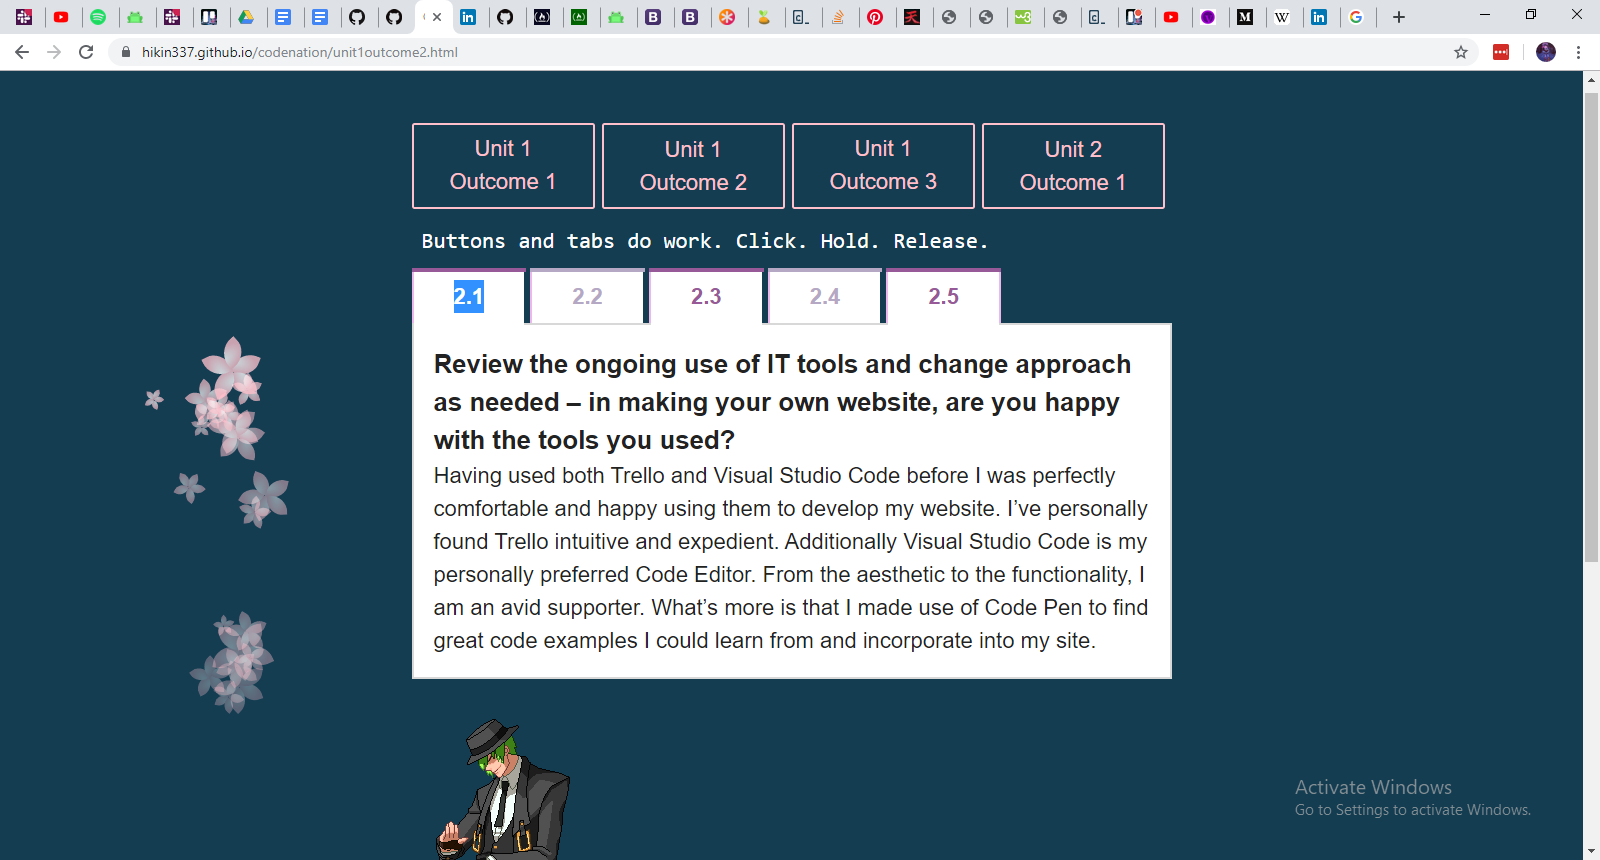 hikin337.github.io/codenation/unit1outcome2.html
Unit 1
Outcome 1
Unit 1
Outcome 2
Unit 1
Outcome 3
Unit 2
Outcome 1
Buttons and tabs do work. Click. Hold. Release.
2.1
2.2
2.3
2.4
2.5
Review the ongoing use of IT tools and change approach
as needed – in making your own website, are you happy
with the tools you used?
Having used both Trello and Visual Studio Code before I was perfectly
comfortable and happy using them to develop my website. I’ve personally
found Trello intuitive and expedient. Additionally Visual Studio Code is my
personally preferred Code Editor. From the aesthetic to the functionality, I
am an avid supporter. What’s more is that I made use of Code Pen to find
great code examples I could learn from and incorporate into my site.
Activate Windows
Go to Settings to activate Windows.